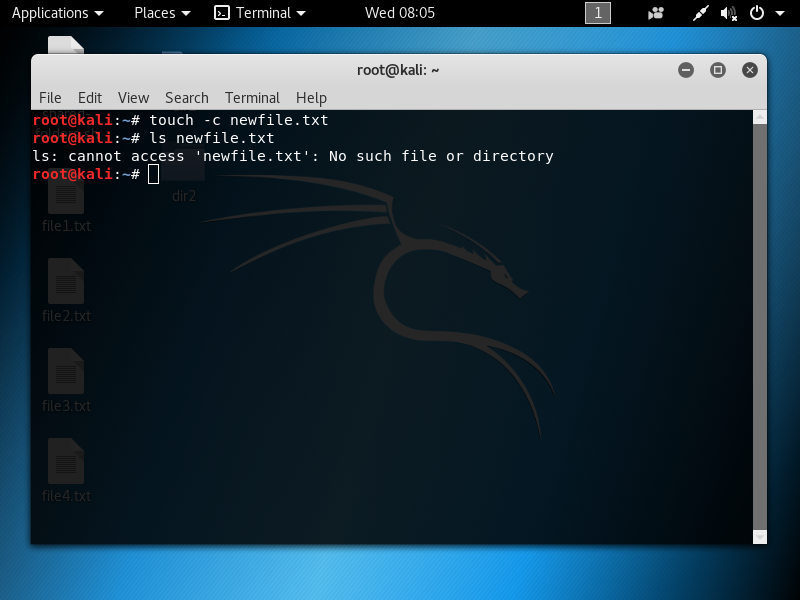 Applications Places Terminal Wed 08:05 1
root@kali: ~
File Edit View Search Terminal Help
root@kali:~# touch -c newfile.txt
root@kali:~# ls newfile.txt
ls: cannot access 'newfile.txt': No such file or directory
root@kali:~#
dir2
file1.txt
file2.txt
file3.txt
file4.txt